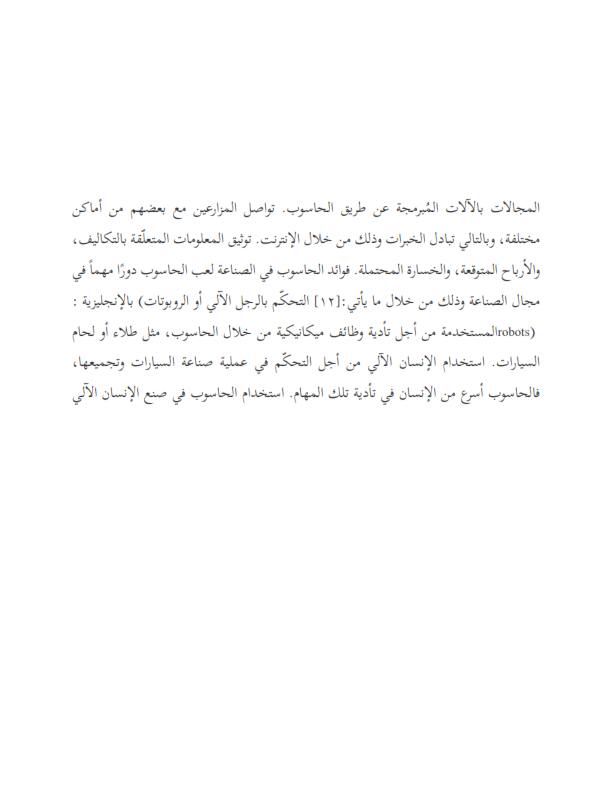 المجالات بالآلات المُبرمجة عن طريق الحاسوب. تواصل المزارعين مع بعضهم من أماكن
مختلفة، وبالتالي تبادل الخبرات وذلك من خلال الإنترنت. توثيق المعلومات المتعلّقة بالتكاليف،
والأرباح المتوقعة، والخسارة المحتملة. فوائد الحاسوب في الصناعة لعب الحاسوب دورًا مهماً في
مجال الصناعة وذلك من خلال ما يأتي:[١٢] التحكّم بالرجل الآلي أو الروبوتات) بالإنجليزية :
(robotsالمستخدمة من أجل تأدية وظائف ميكانيكية من خلال الحاسوب، مثل طلاء أو لحام
السيارات. استخدام الإنسان الآلي من أجل التحكّم في عملية صناعة السيارات وتجميعها،
فالحاسوب أسرع من الإنسان في تأدية تلك المهام. استخدام الحاسوب في صنع الإنسان الآلي